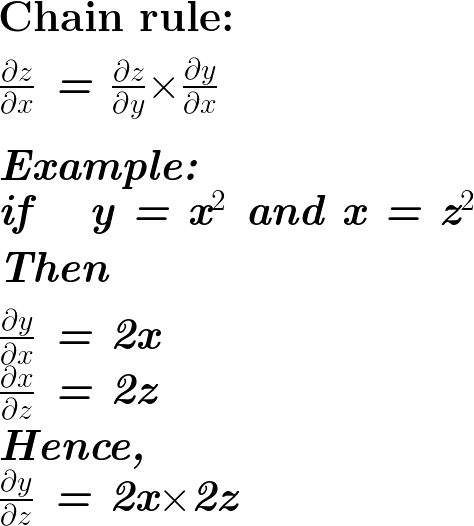 Chain rule:
∂z/∂x = ∂z/∂y × ∂y/∂x
Example:
if y = x² and x = z²
Then
∂y/∂x = 2x
∂x/∂z = 2z
Hence,
∂y/∂z = 2x×2z